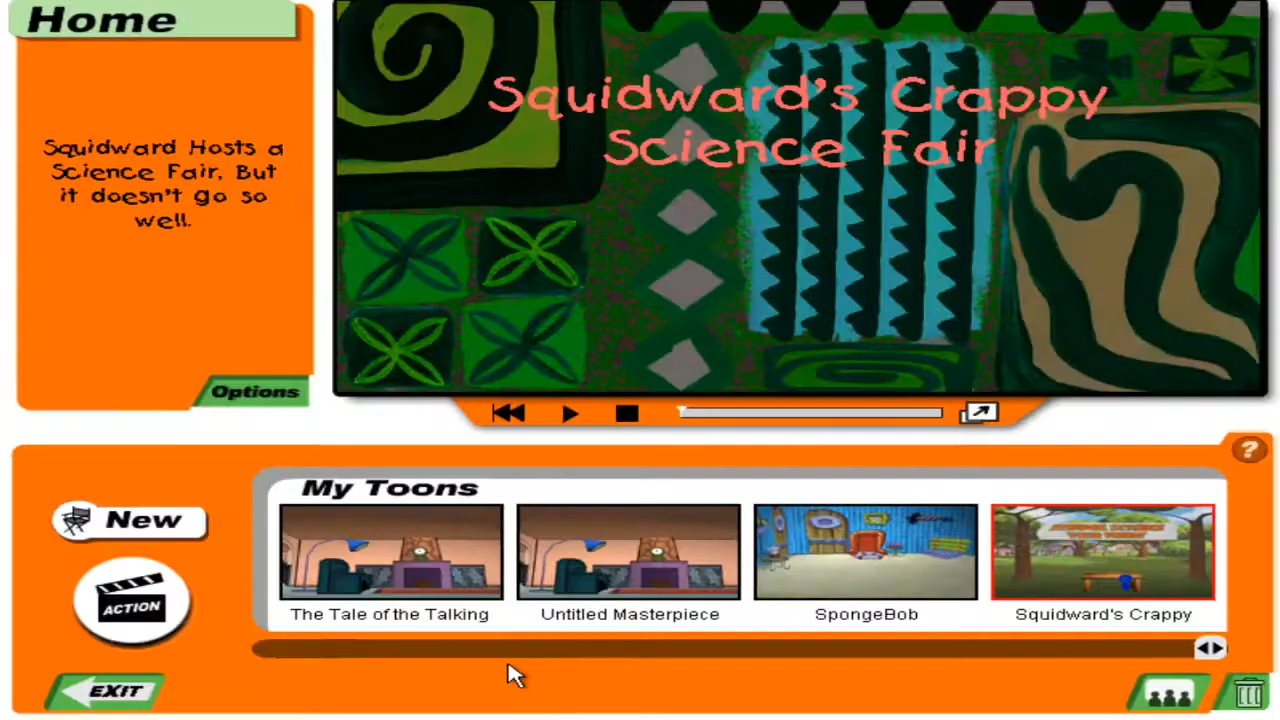 Home
Squidward Hosts a
Science Fair, But
it doesn't go so
well.
Options
Squidward's Crappy
Science Fair
?
My Toons
New
ACTION
The Tale of the Talking
Untitled Masterpiece
SpongeBob
Squidward's Crappy
EXIT